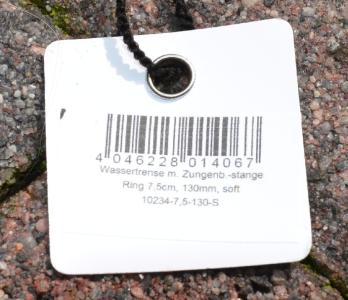 4 046228 014067
Wassertrense m. Zungenb.-stange
Ring 7,5cm, 130mm, soft
10234-7,5-130-S